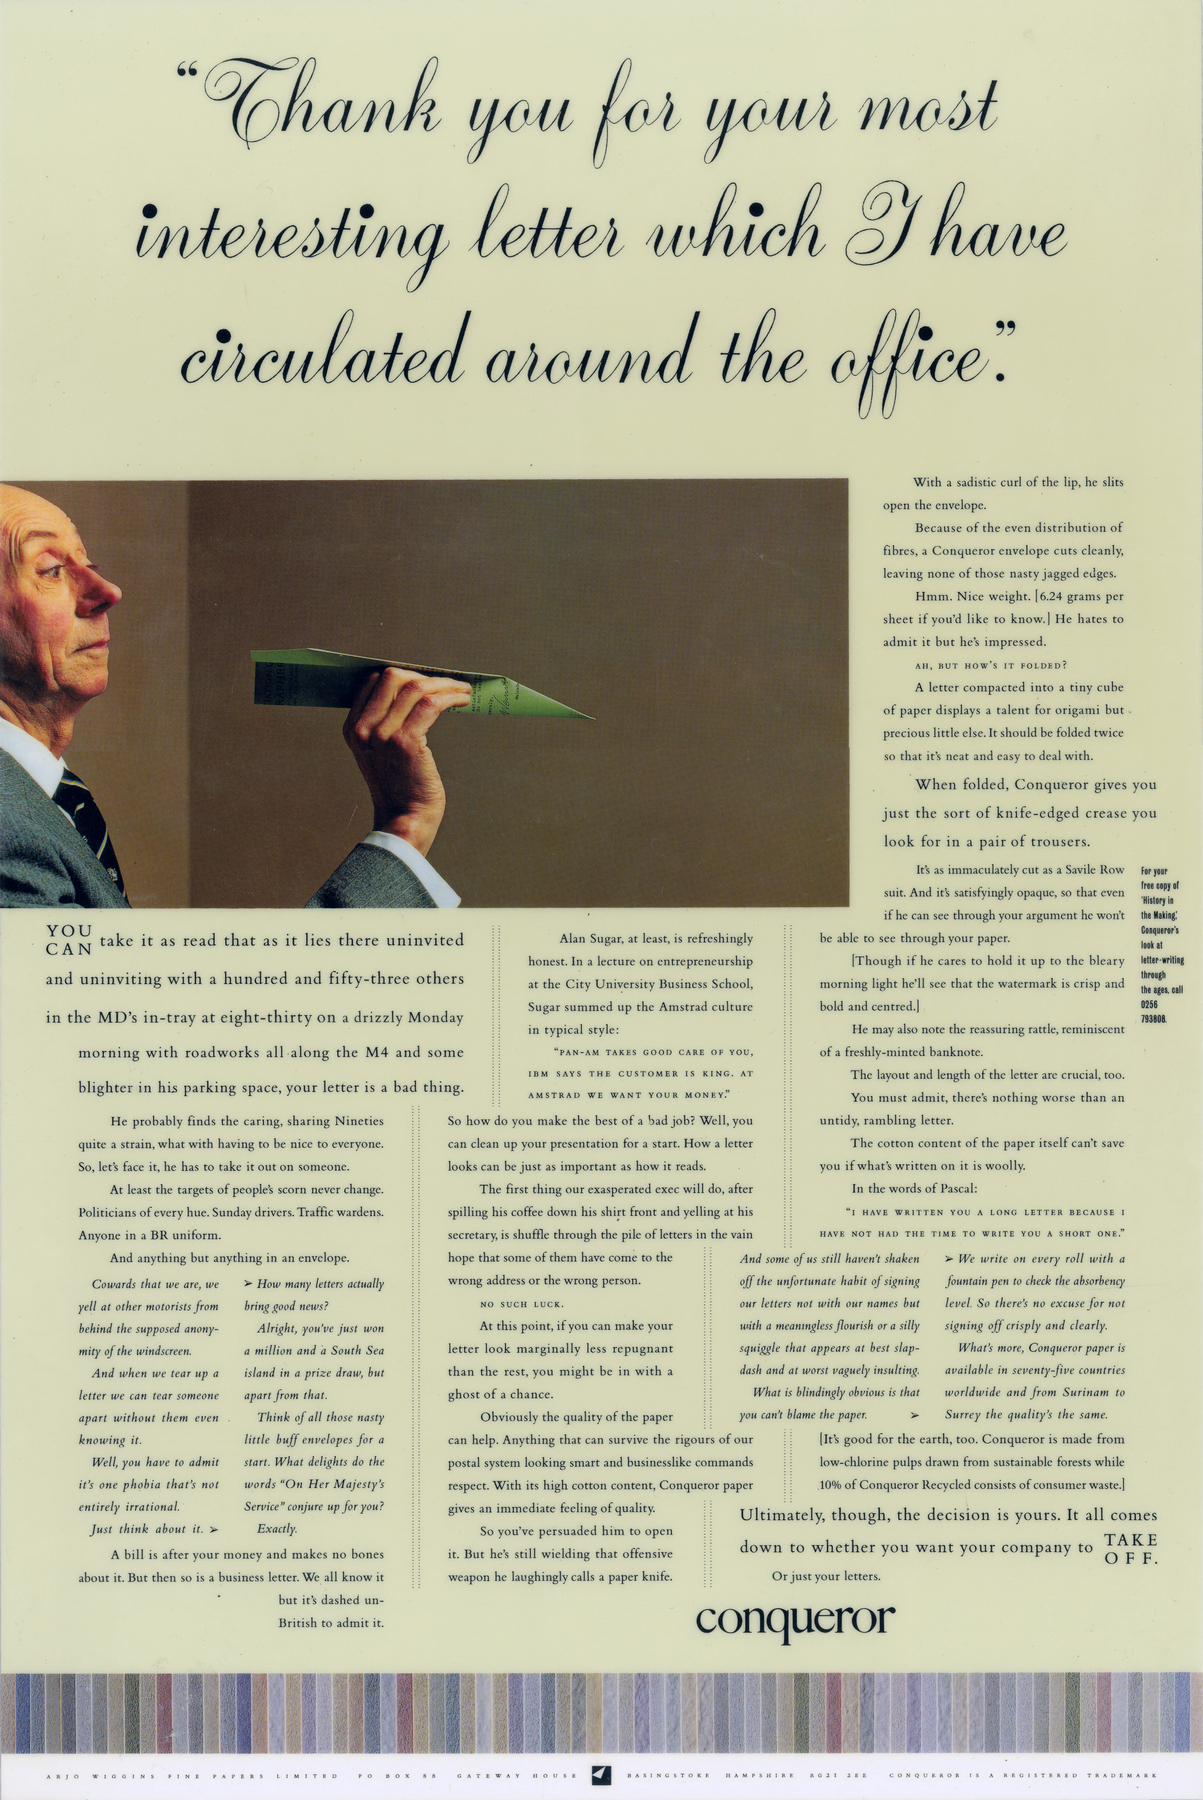 “Thank you for your most
interesting letter which I have
circulated around the office”.
YOU CAN take it as read that as it lies there uninvited
and uninviting with a hundred and fifty-three others
in the MD’s in-tray at eight-thirty on a drizzly Monday
morning with roadworks all along the M4 and some
blighter in his parking space, your letter is a bad thing.
He probably finds the caring, sharing Nineties
quite a strain, what with having to be nice to everyone.
So, let’s face it, he has to take it out on someone.
At least the targets of people’s scorn never change.
Politicians of every hue. Sunday drivers. Traffic wardens.
Anyone in a BR uniform.
And anything but anything in an envelope.
Cowards that we are, we
yell at other motorists from
behind the supposed anony-
mity of the windscreen.
And when we tear up a
letter we can tear someone
apart without them even
knowing it.
Well, you have to admit
it’s one phobia that’s not
entirely irrational.
Just think about it. ➢
➢ How many letters actually
bring good news?
Alright, you’ve just won
a million and a South Sea
island in a prize draw, but
apart from that.
Think of all those nasty
little buff envelopes for a
start. What delights do the
words “On Her Majesty’s
Service” conjure up for you?
Exactly.
A bill is after your money and makes no bones
about it. But then so is a business letter. We all know it
but it’s dashed un-
British to admit it.
Alan Sugar, at least, is refreshingly
honest. In a lecture on entrepreneurship
at the City University Business School,
Sugar summed up the Amstrad culture
in typical style:
“PAN-AM TAKES GOOD CARE OF YOU,
IBM SAYS THE CUSTOMER IS KING. AT
AMSTRAD WE WANT YOUR MONEY.”
So how do you make the best of a bad job? Well, you
can clean up your presentation for a start. How a letter
looks can be just as important as how it reads.
The first thing our exasperated exec will do, after
spilling his coffee down his shirt front and yelling at his
secretary, is shuffle through the pile of letters in the vain
hope that some of them have come to the
wrong address or the wrong person.
NO SUCH LUCK.
At this point, if you can make your
letter look marginally less repugnant
than the rest, you might be in with a
ghost of a chance.
Obviously the quality of the paper
can help. Anything that can survive the rigours of our
postal system looking smart and businesslike commands
respect. With its high cotton content, Conqueror paper
gives an immediate feeling of quality.
So you’ve persuaded him to open
it. But he’s still wielding that offensive
weapon he laughingly calls a paper knife.
With a sadistic curl of the lip, he slits
open the envelope.
Because of the even distribution of
fibres, a Conqueror envelope cuts cleanly,
leaving none of those nasty jagged edges.
Hmm. Nice weight. [6.24 grams per
sheet if you’d like to know.] He hates to
admit it but he’s impressed.
AH, BUT HOW’S IT FOLDED?
A letter compacted into a tiny cube
of paper displays a talent for origami but
precious little else. It should be folded twice
so that it’s neat and easy to deal with.
When folded, Conqueror gives you
just the sort of knife-edged crease you
look for in a pair of trousers.
It’s as immaculately cut as a Savile Row
suit. And it’s satisfyingly opaque, so that even
if he can see through your argument he won’t
be able to see through your paper.
[Though if he cares to hold it up to the bleary
morning light he’ll see that the watermark is crisp and
bold and centred.]
He may also note the reassuring rattle, reminiscent
of a freshly-minted banknote.
The layout and length of the letter are crucial, too.
You must admit, there’s nothing worse than an
untidy, rambling letter.
The cotton content of the paper itself can’t save
you if what’s written on it is woolly.
In the words of Pascal:
“I HAVE WRITTEN YOU A LONG LETTER BECAUSE I
HAVE NOT HAD THE TIME TO WRITE YOU A SHORT ONE.”
And some of us still haven’t shaken
off the unfortunate habit of signing
our letters not with our names but
with a meaningless flourish or a silly
squiggle that appears at best slap-
dash and at worst vaguely insulting.
What is blindingly obvious is that
you can’t blame the paper. ➢
➢ We write on every roll with a
fountain pen to check the absorbency
level. So there’s no excuse for not
signing off crisply and clearly.
What’s more, Conqueror paper is
available in seventy-five countries
worldwide and from Surinam to
Surrey the quality’s the same.
[It’s good for the earth, too. Conqueror is made from
low-chlorine pulps drawn from sustainable forests while
10% of Conqueror Recycled consists of consumer waste.]
Ultimately, though, the decision is yours. It all comes
down to whether you want your company to TAKE OFF.
Or just your letters.
For your
free copy of
‘History in
the Making,’
Conqueror’s
look at
letter-writing
through
the ages, call
0256
793808.
conqueror
ARJO WIGGINS FINE PAPERS LIMITED PO BOX 88 GATEWAY HOUSE BASINGSTOKE HAMPSHIRE RG21 2EE CONQUEROR IS A REGISTERED TRADEMARK